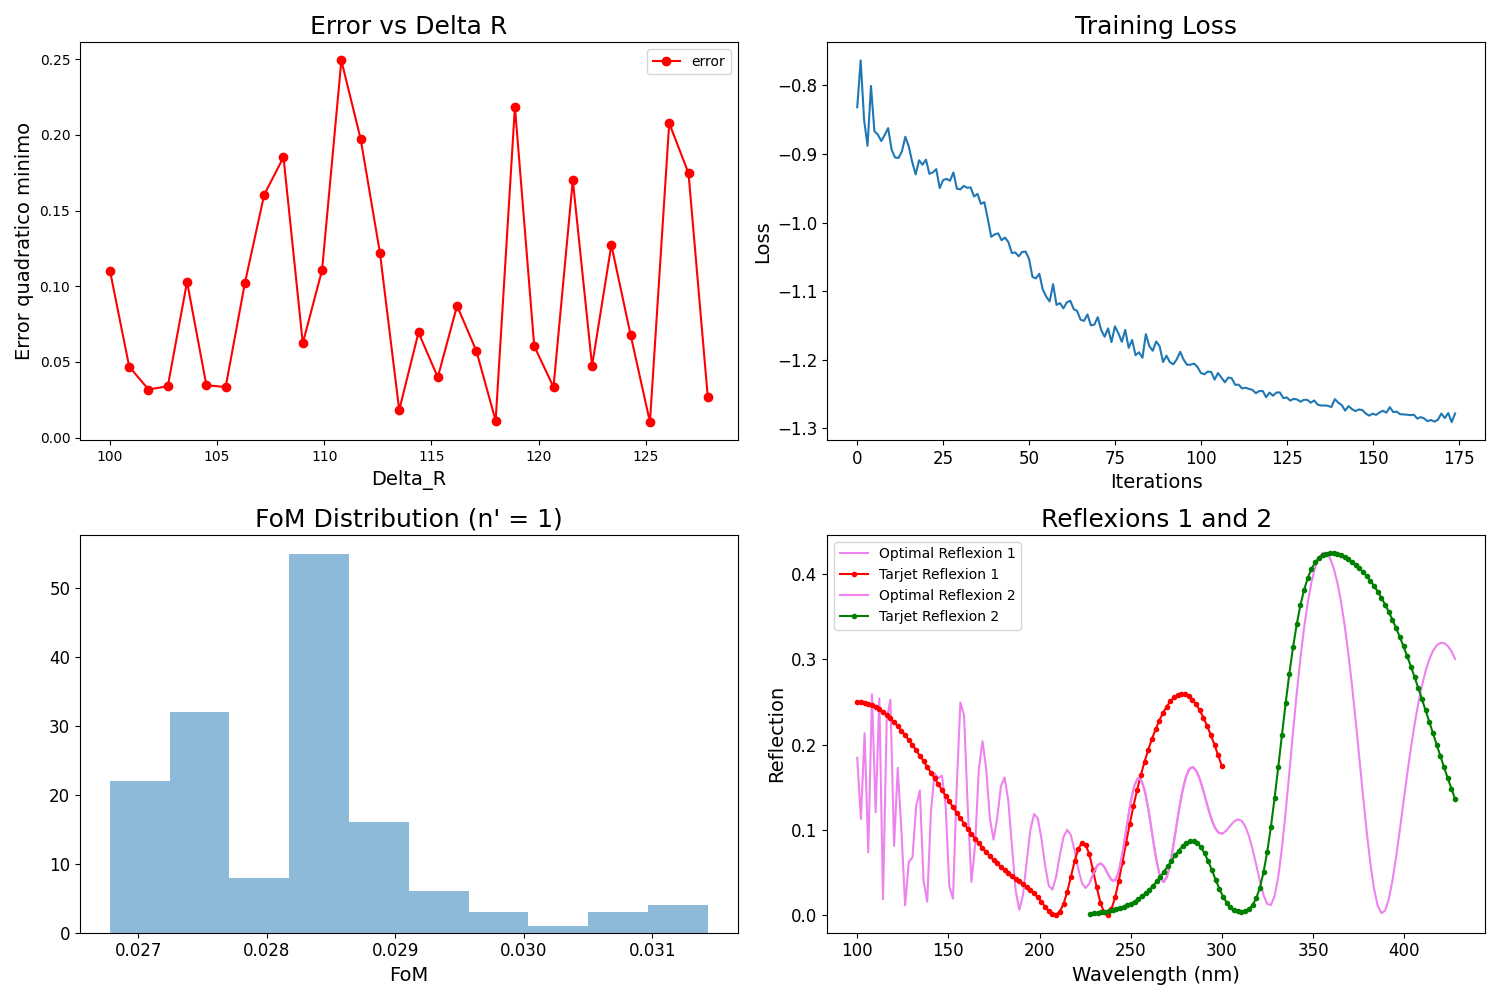 Error vs Delta R
error
Error quadratico minimo
0.25
0.20
0.15
0.10
0.05
0.00
100 105 110 115 120 125
Delta_R
Training Loss
Loss
−0.8
−0.9
−1.0
−1.1
−1.2
−1.3
0 25 50 75 100 125 150 175
Iterations
FoM Distribution (n' = 1)
50
40
30
20
10
0
0.027 0.028 0.029 0.030 0.031
FoM
Reflexions 1 and 2
Optimal Reflexion 1
Tarjet Reflexion 1
Optimal Reflexion 2
Tarjet Reflexion 2
Reflection
0.4
0.3
0.2
0.1
0.0
100 150 200 250 300 350 400
Wavelength (nm)